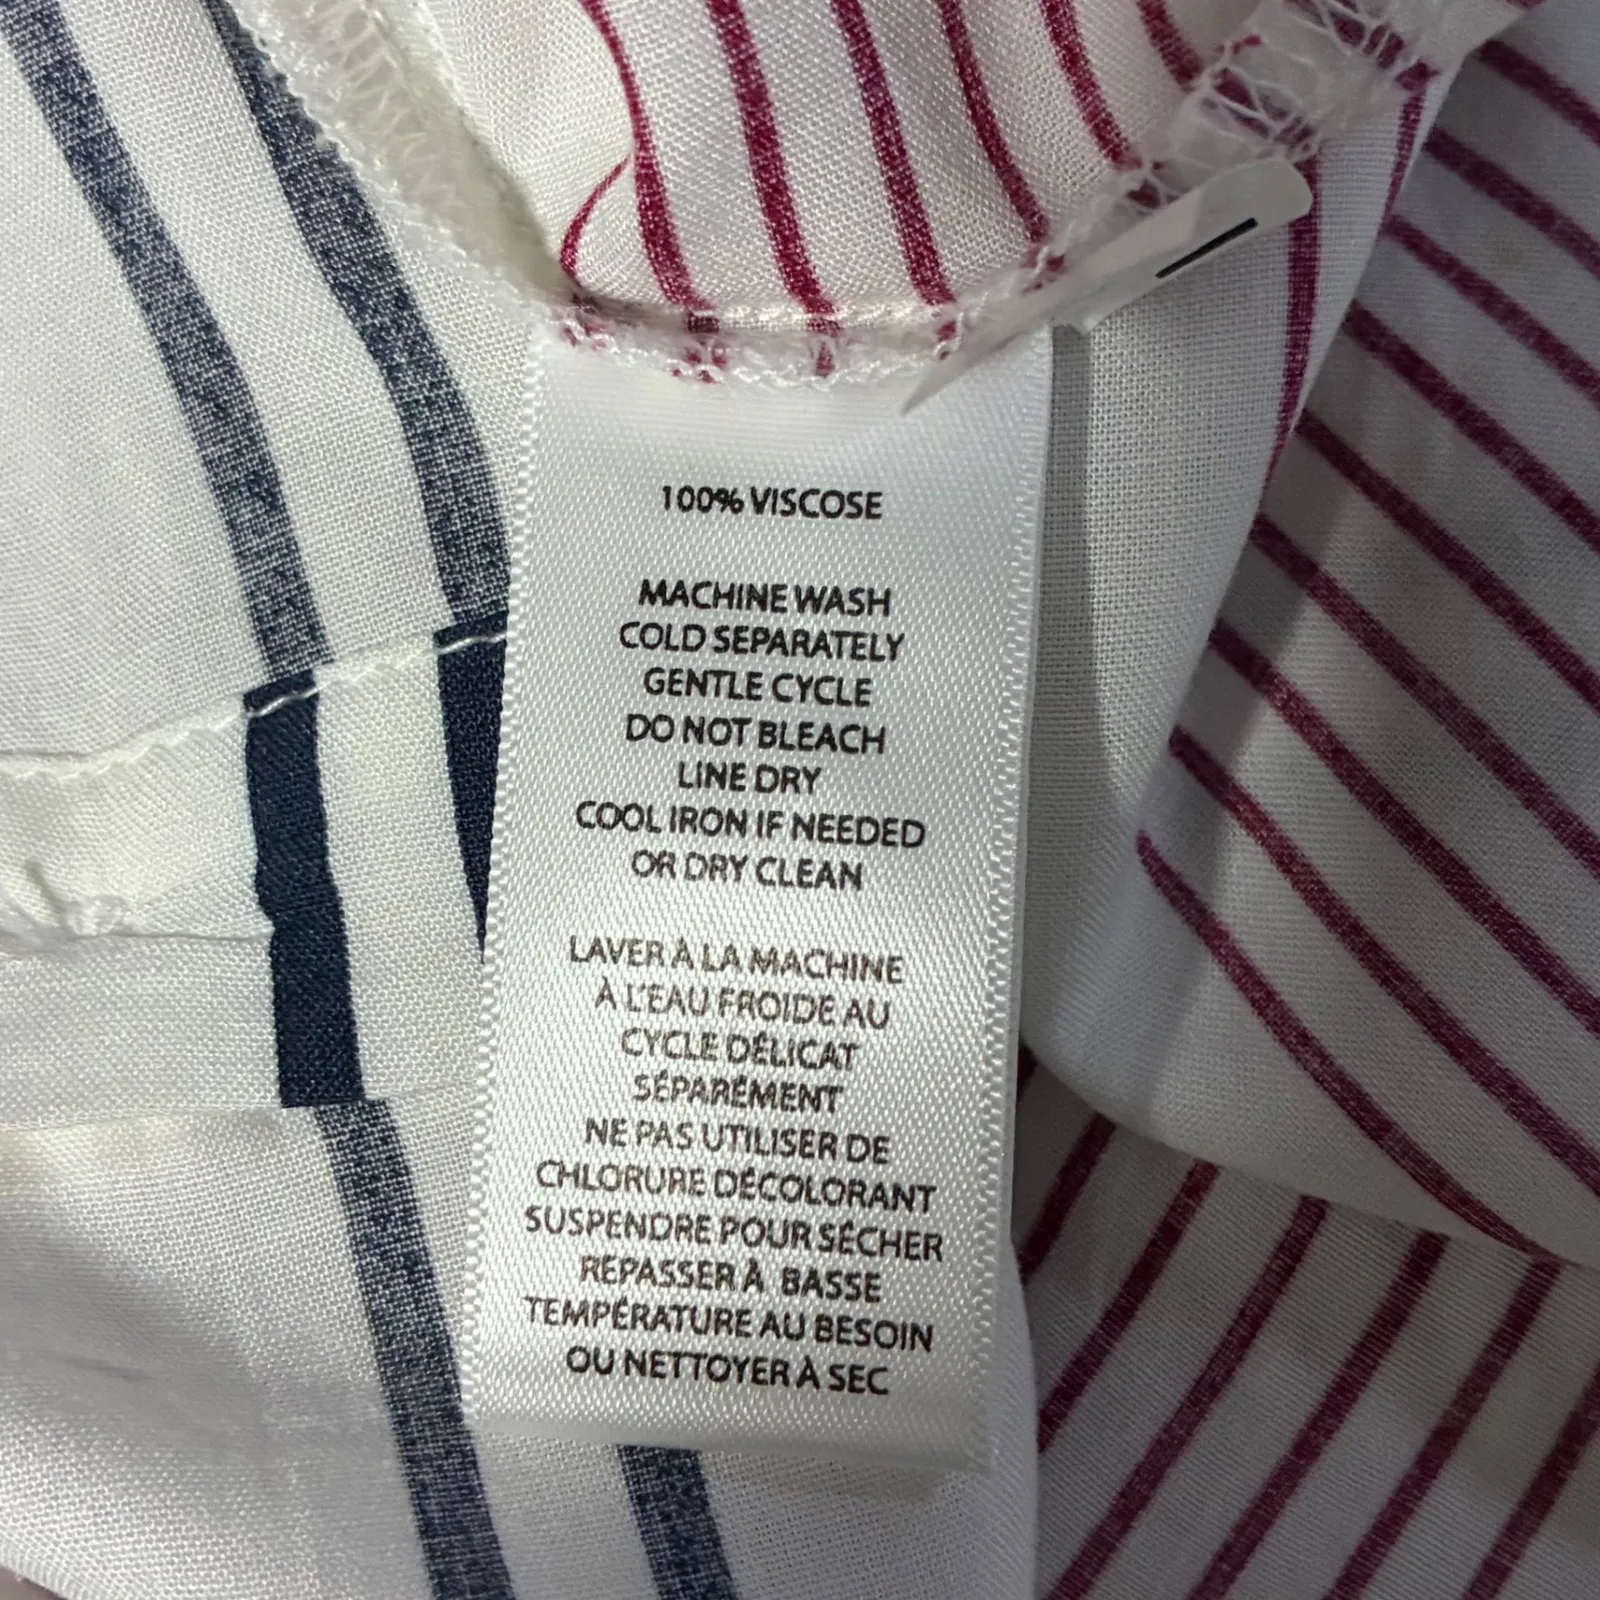 100% VISCOSE
MACHINE WASH
COLD SEPARATELY
GENTLE CYCLE
DO NOT BLEACH
LINE DRY
COOL IRON IF NEEDED
OR DRY CLEAN
LAVER À LA MACHINE
À L'EAU FROIDE AU
CYCLE DÉLICAT
SÉPARÉMENT
NE PAS UTILISER DE
CHLORURE DÉCOLORANT
SUSPENDRE POUR SÉCHER
REPASSER À BASSE
TEMPÉRATURE AU BESOIN
OU NETTOYER À SEC